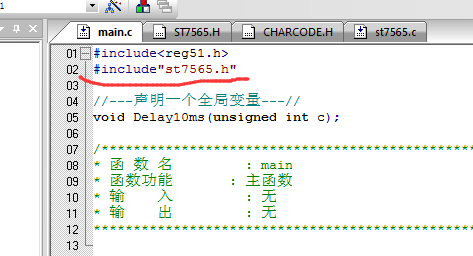 1
main.c ST7565.H CHARCODE.H st7565.c
01 #include<reg51.h>
02 #include"st7565.h"
03
04 //---声明一个全局变量---//
05 void Delay10ms(unsigned int c);
06
07 /*******************************************
08 * 函 数 名 : main
09 * 函数功能 : 主函数
10 * 输 入 : 无
11 * 输 出 : 无
12 *******************************************
13